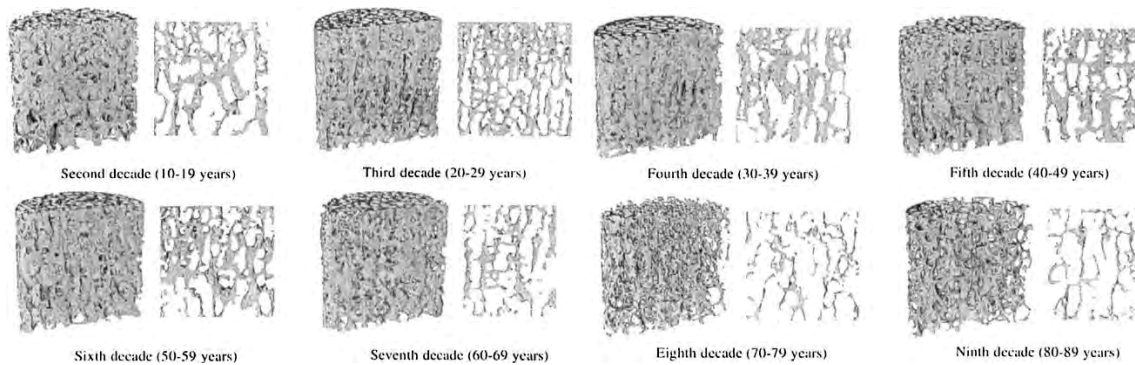 Second decade (10-19 years)
Third decade (20-29 years)
Fourth decade (30-39 years)
Fifth decade (40-49 years)
Sixth decade (50-59 years)
Seventh decade (60-69 years)
Eighth decade (70-79 years)
Ninth decade (80-89 years)